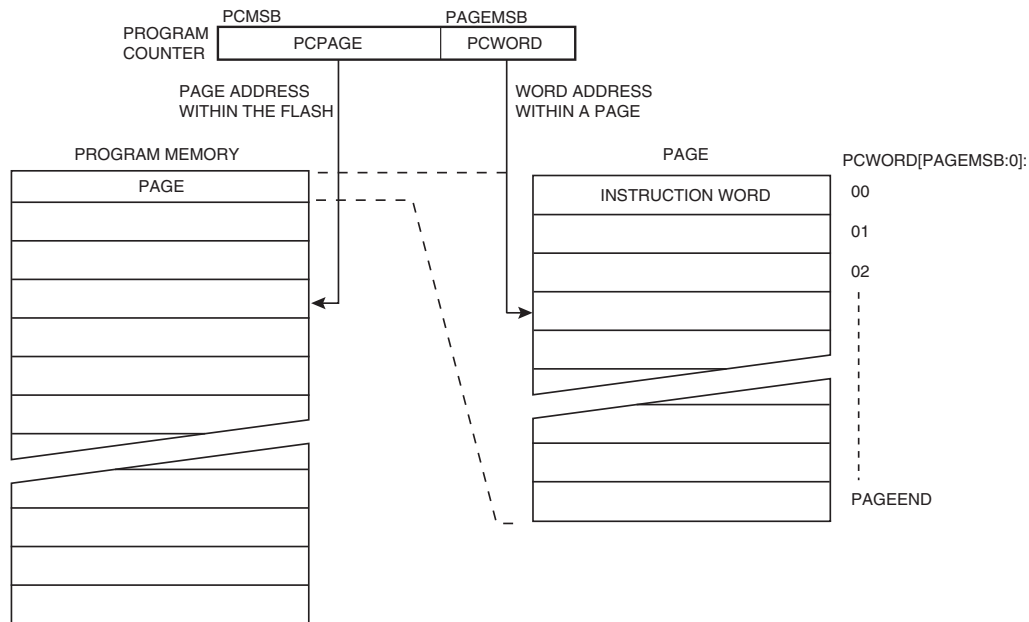 PCMSB
PAGEMSB
PROGRAM
COUNTER
PCPAGE
PCWORD
PAGE ADDRESS
WITHIN THE FLASH
WORD ADDRESS
WITHIN A PAGE
PROGRAM MEMORY
PAGE
PAGE
PCWORD[PAGEMSB:0]:
INSTRUCTION WORD
00
01
02
PAGEEND